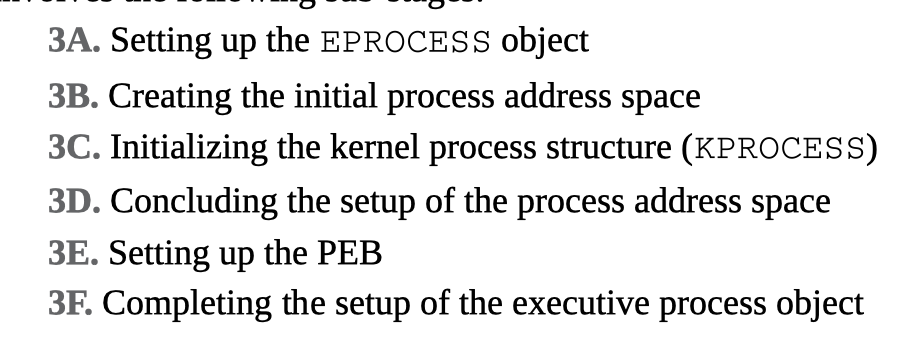 3A. Setting up the EPROCESS object
3B. Creating the initial process address space
3C. Initializing the kernel process structure (KPROCESS)
3D. Concluding the setup of the process address space
3E. Setting up the PEB
3F. Completing the setup of the executive process object